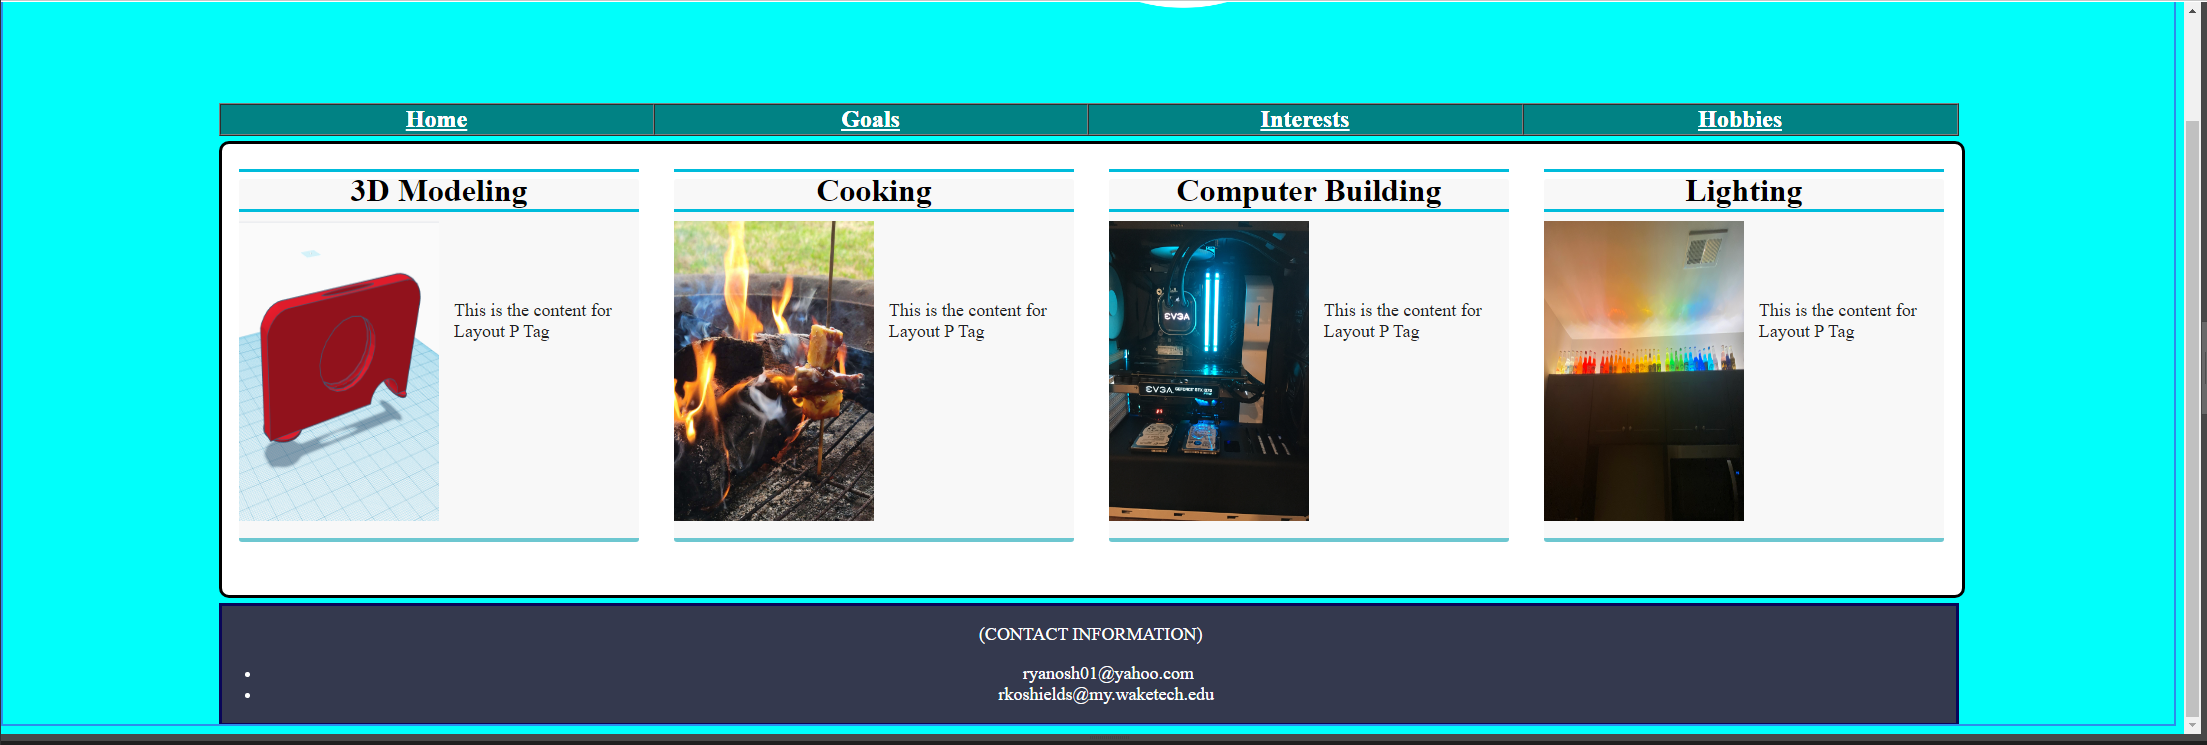 Home Goals Interests Hobbies
3D Modeling Cooking Computer Building Lighting
This is the content for
Layout P Tag
This is the content for
Layout P Tag
EVGA
EVGA GEFORCE RTX
This is the content for
Layout P Tag
This is the content for
Layout P Tag
(CONTACT INFORMATION)
ryanosh01@yahoo.com
rkoshields@my.waketech.edu